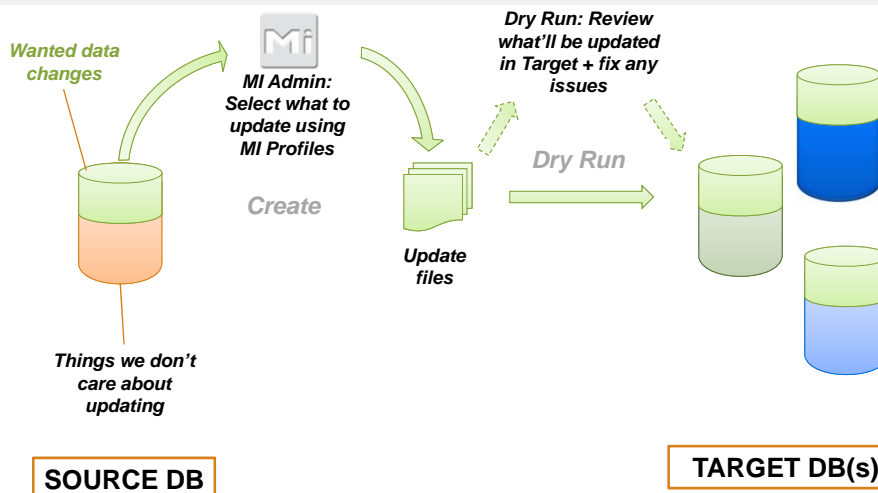 Wanted data
changes
Mi
MI Admin:
Select what to
update using
MI Profiles
Dry Run: Review
what'll be updated
in Target + fix any
issues
Create
Dry Run
Update
files
Things we don't
care about
updating
SOURCE DB
TARGET DB(s)